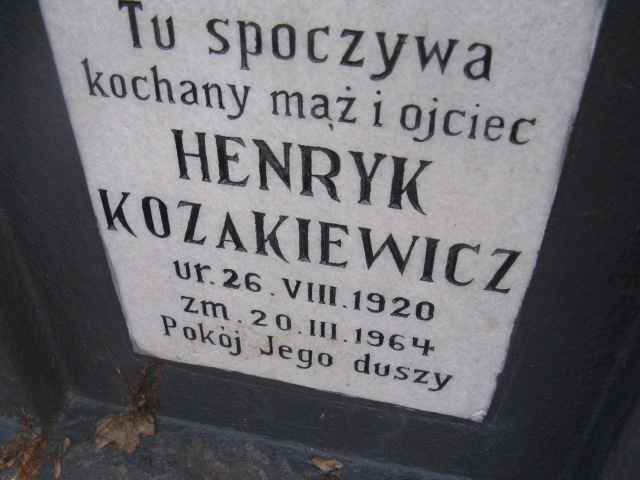 Tu spoczywa
kochany mąż i ojciec
HENRYK
KOZAKIEWICZ
ur. 26. VIII. 1920
zm. 20. III. 1964
Pokój Jego duszy